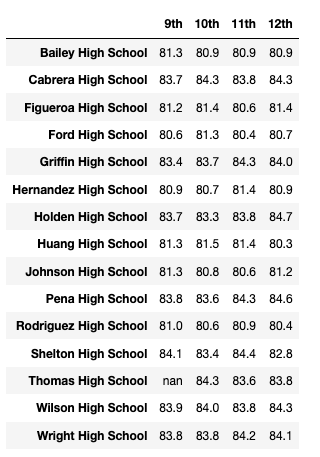 9th 10th 11th 12th
Bailey High School 81.3 80.9 80.9 80.9
Cabrera High School 83.7 84.3 83.8 84.3
Figueroa High School 81.2 81.4 80.6 81.4
Ford High School 80.6 81.3 80.4 80.7
Griffin High School 83.4 83.7 84.3 84.0
Hernandez High School 80.9 80.7 81.4 80.9
Holden High School 83.7 83.3 83.8 84.7
Huang High School 81.3 81.5 81.4 80.3
Johnson High School 81.3 80.8 80.6 81.2
Pena High School 83.8 83.6 84.3 84.6
Rodriguez High School 81.0 80.6 80.9 80.4
Shelton High School 84.1 83.4 84.4 82.8
Thomas High School nan 84.3 83.6 83.8
Wilson High School 83.9 84.0 83.8 84.3
Wright High School 83.8 83.8 84.2 84.1